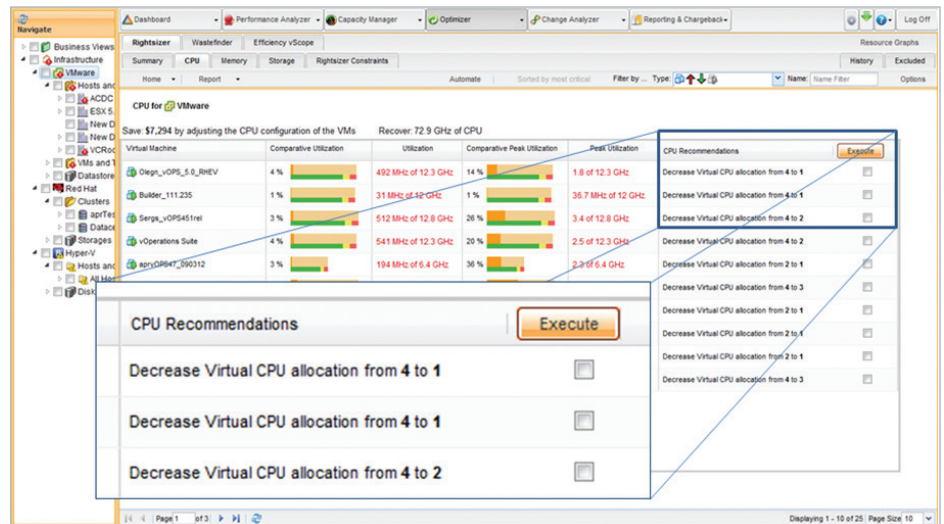 Navigate
Dashboard
Performance Analyzer
Capacity Manager
Optimizer
Change Analyzer
Reporting & Chargeback
Log Off
Business Views
Infrastructure
VMware
Hosts and
ACDC
ESX 5.
New D
New D
VCRoc
VMs and T
Datastore
Red Hat
Clusters
aprTes
Datace
Storages
Hyper-V
Hosts and
All Hos
Disk
Rightsizer
Wastefinder
Efficiency vScope
Resource Graphs
Summary
CPU
Memory
Storage
Rightsizer Constraints
History
Excluded
Home
Report
Automate
Sorted by most critical
Filter by ... Type:
Name:
Name Filter
Options
CPU for VMware
Save: $7,294 by adjusting the CPU configuration of the VMs Recover: 72.9 GHz of CPU
Virtual Machine Comparative Utilization Utilization Comparative Peak Utilization Peak Utilization CPU Recommendations Execute
Olegn_vOPS_5.0_RHEV 4 % 492 MHz of 12.3 GHz 14 % 1.8 of 12.3 GHz Decrease Virtual CPU allocation from 4 to 1
Builder_111.235 1 % 31 MHz of 12 GHz 1 % 36.7 MHz of 12 GHz Decrease Virtual CPU allocation from 4 to 1
Sergs_vOPS451rel 3 % 512 MHz of 12.8 GHz 26 % 3.4 of 12.8 GHz Decrease Virtual CPU allocation from 4 to 2
vOperations Suite 4 % 541 MHz of 12.3 GHz 20 % 2.5 of 12.3 GHz Decrease Virtual CPU allocation from 4 to 2
3 % 194 MHz of 6.4 GHz 36 % 2.3 of 6.4 GHz Decrease Virtual CPU allocation from 2 to 1
Decrease Virtual CPU allocation from 4 to 3
Decrease Virtual CPU allocation from 2 to 1
Decrease Virtual CPU allocation from 2 to 1
Decrease Virtual CPU allocation from 2 to 1
Decrease Virtual CPU allocation from 4 to 3
CPU Recommendations Execute
Decrease Virtual CPU allocation from 4 to 1
Decrease Virtual CPU allocation from 4 to 1
Decrease Virtual CPU allocation from 4 to 2
Page 1 of 3
Displaying 1 - 10 of 25 Page Size 10